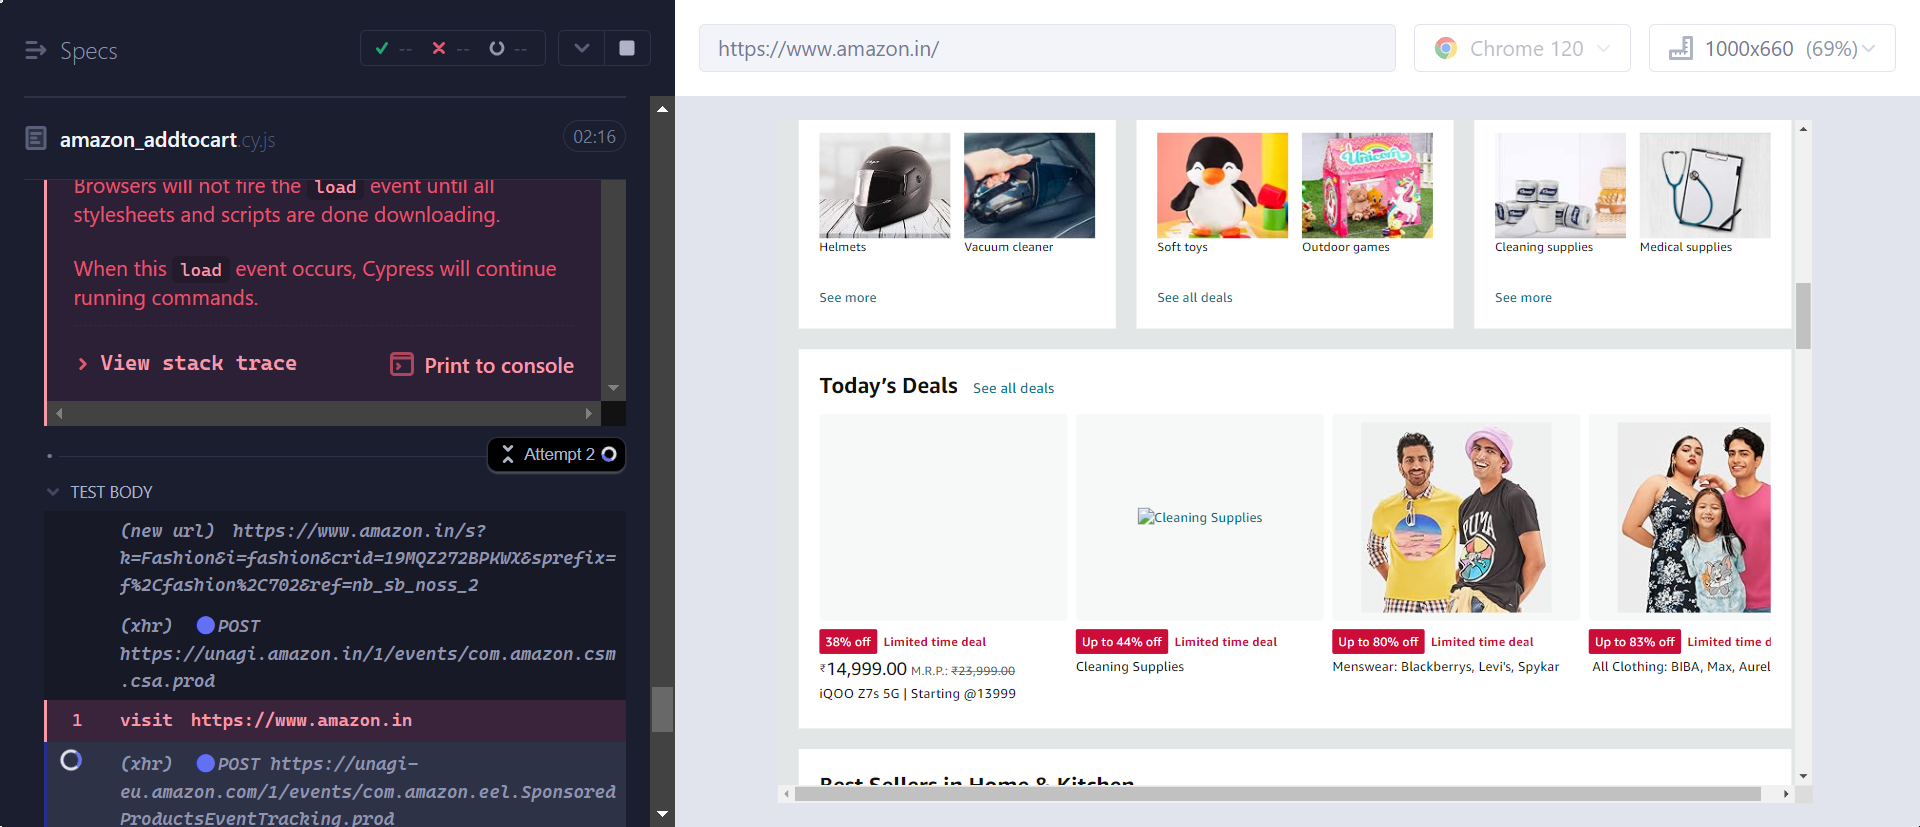 Specs
-- -- --
https://www.amazon.in/
Chrome 120
1000x660 (69%)
amazon_addtocart.cy.js
02:16
Browsers will not fire the load event until all
stylesheets and scripts are done downloading.
When this load event occurs, Cypress will continue
running commands.
View stack trace
Print to console
Attempt 2
TEST BODY
(new url) https://www.amazon.in/s?
k=Fashion&i=fashion&crid=19MQZ272BPKWX&sprefix=
f%2Cfashion%2C702&ref=nb_sb_noss_2
(xhr) POST
https://unagi.amazon.in/1/events/com.amazon.csm
.csa.prod
1 visit https://www.amazon.in
(xhr) POST https://unagi-
eu.amazon.com/1/events/com.amazon.eel.Sponsored
ProductsEventTracking.prod
Helmets
Vacuum cleaner
See more
Unicorn
Soft toys
Outdoor games
See all deals
Cleaning supplies
Medical supplies
See more
Today's Deals See all deals
Cleaning Supplies
PUMA
38% off Limited time deal
₹14,999.00 M.R.P.: ₹23,999.00
iQOO Z7s 5G | Starting @13999
Up to 44% off Limited time deal
Cleaning Supplies
Up to 80% off Limited time deal
Menswear: Blackberrys, Levi's, Spykar
Up to 83% off Limited time d
All Clothing: BIBA, Max, Aurel
Best Sellers in Home & Kitchen